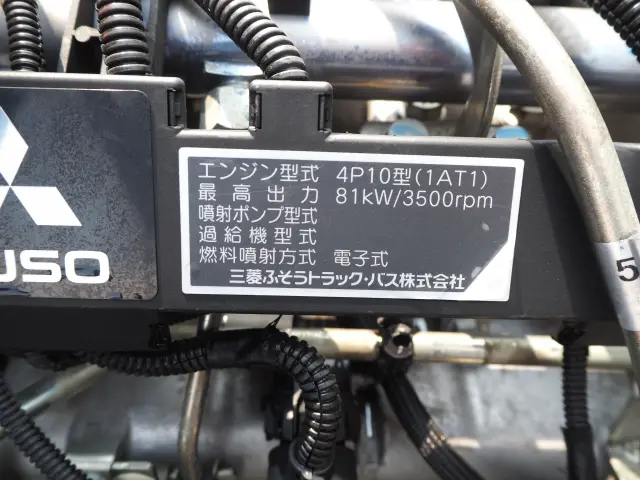 エンジン型式 4P10型(1AT1)
最高出力 81kW/3500rpm
噴射ポンプ型式
過給機型式
燃料噴射方式 電子式
三菱ふそうトラック・バス株式会社
USO
5